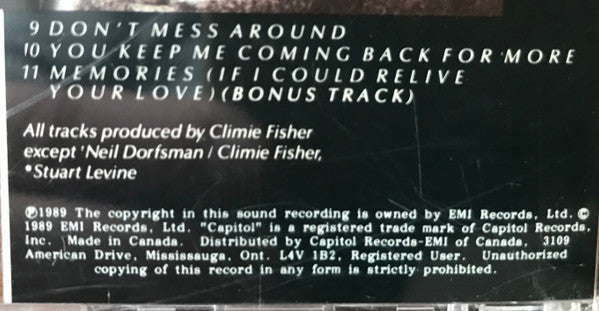 9 DON'T MESS AROUND
10 YOU KEEP ME COMING BACK FOR MORE
11 MEMORIES (IF I COULD RELIVE
YOUR LOVE) (BONUS TRACK)
All tracks produced by Climie Fisher
except 'Neil Dorfsman / Climie Fisher,
*Stuart Levine
℗1989 The copyright in this sound recording is owned by EMI Records, Ltd. ©
1989 EMI Records, Ltd. "Capitol" is a registered trade mark of Capitol Records,
Inc. Made in Canada. Distributed by Capitol Records-EMI of Canada, 3109
American Drive, Mississauga, Ont. L4V 1B2, Registered User. Unauthorized
copying of this record in any form is strictly prohibited.